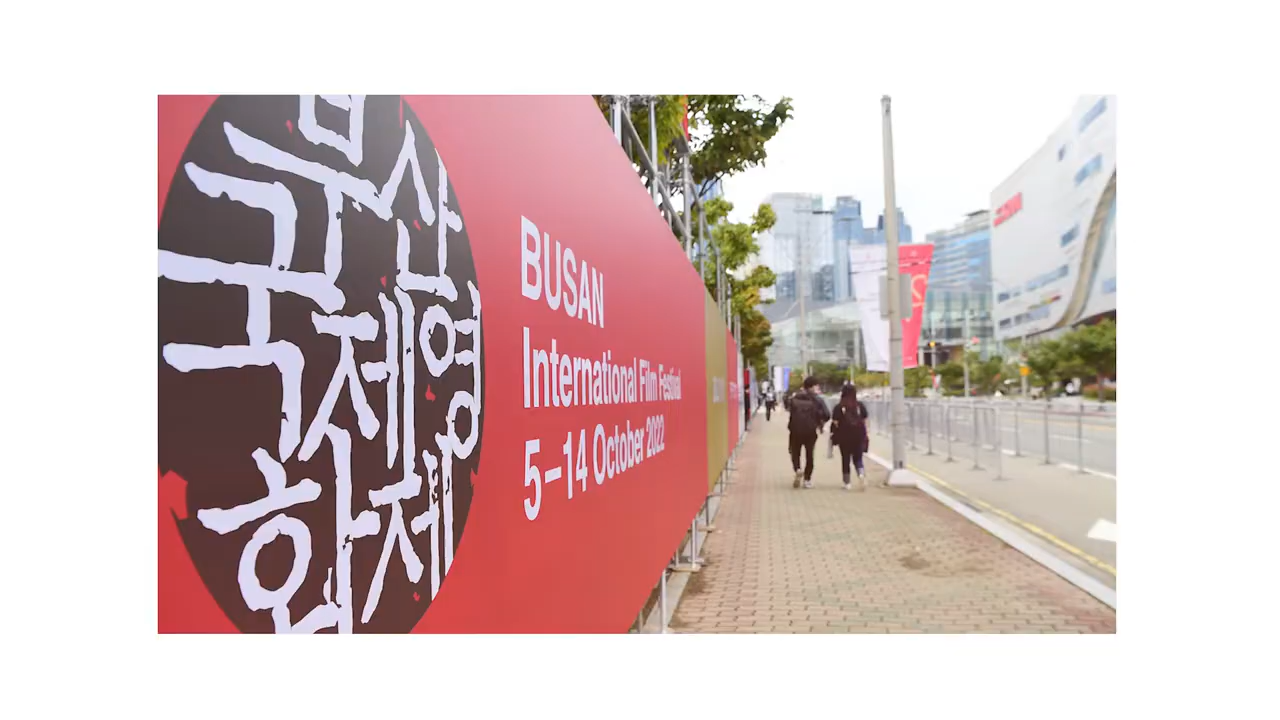 부산
국제영
화제
BUSAN
International Film Festival
5–14 October 2022